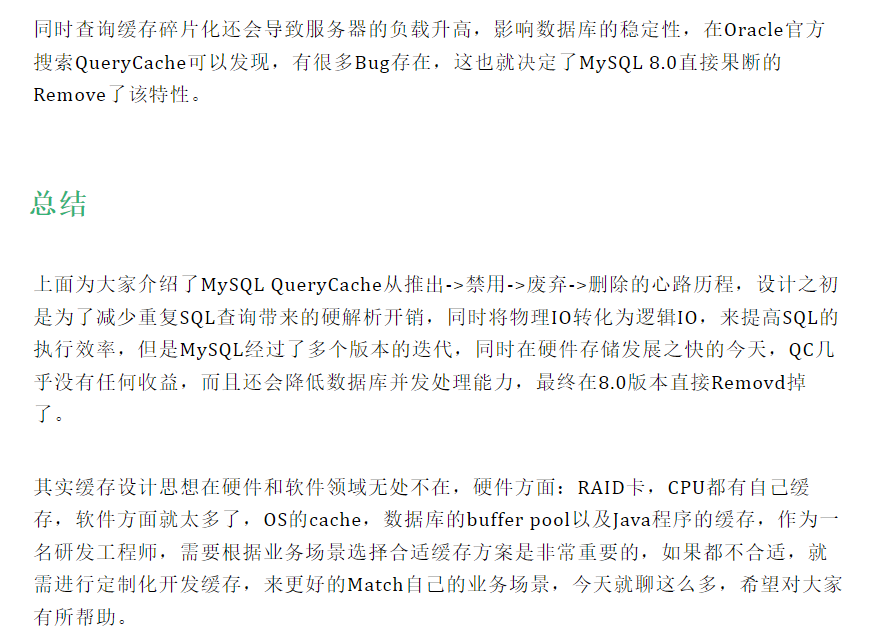 同时查询缓存碎片化还会导致服务器的负载升高，影响数据库的稳定性，在Oracle官方
搜索QueryCache可以发现，有很多Bug存在，这也就决定了MySQL 8.0直接果断的
Remove了该特性。
总结
上面为大家介绍了MySQL QueryCache从推出->禁用->废弃->删除的心路历程，设计之初
是为了减少重复SQL查询带来的硬解析开销，同时将物理IO转化为逻辑IO，来提高SQL的
执行效率，但是MySQL经过了多个版本的迭代，同时在硬件存储发展之快的今天，QC几
乎没有任何收益，而且还会降低数据库并发处理能力，最终在8.0版本直接Removd掉
了。
其实缓存设计思想在硬件和软件领域无处不在，硬件方面：RAID卡，CPU都有自己缓
存，软件方面就太多了，OS的cache，数据库的buffer pool以及Java程序的缓存，作为一
名研发工程师，需要根据业务场景选择合适缓存方案是非常重要的，如果都不合适，就
需进行定制化开发缓存，来更好的Match自己的业务场景，今天就聊这么多，希望对大家
有所帮助。